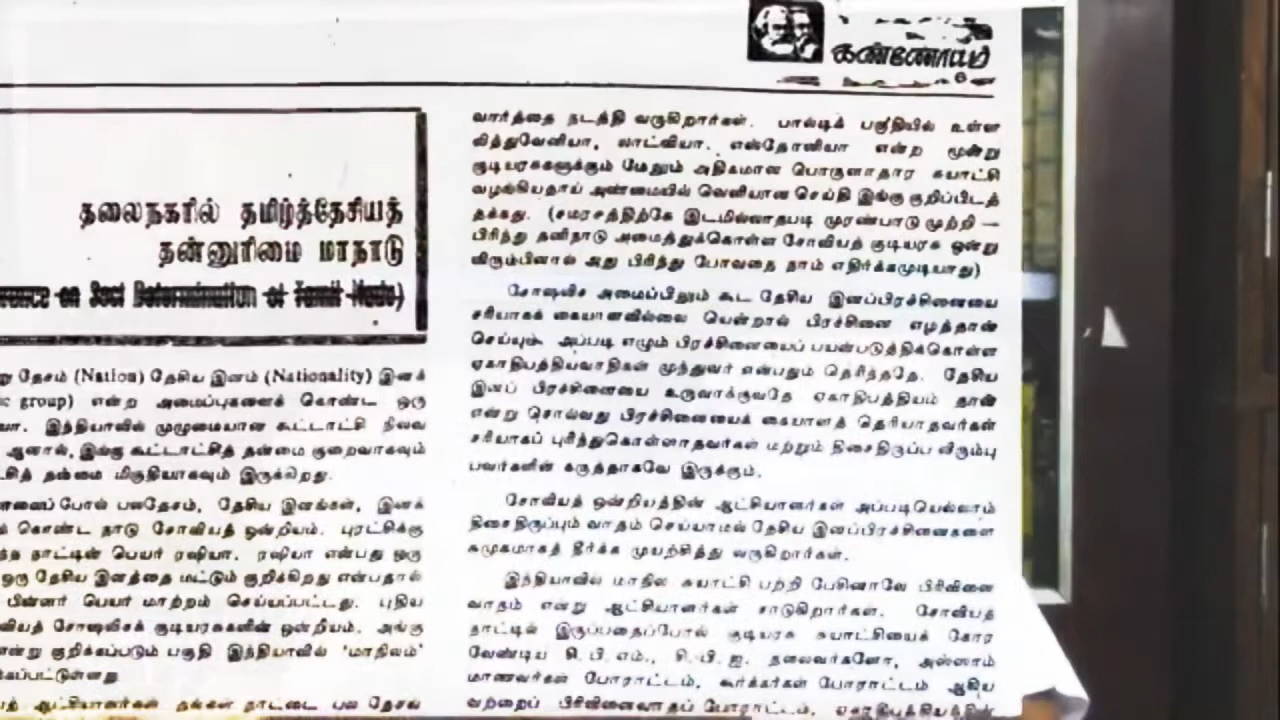 கண்ணோட்டம்
தலைநகரில் தமிழ்த்தேசியத்
தன்னுரிமை மாநாடு
தேசம் (Nation) தேசிய இனம் (Nationality) இனக்
group) என்ற அமைப்புகளைக் கொண்ட ஒரு
இந்தியாவில் முழுமையான கூட்டாட்சி நிலவ
ஆனால், இங்கு கூட்டாட்சித் தன்மை குறைவாகவும்
தன்மை மிகுதியாகவும் இருக்கிறது.
பலதேசம், தேசிய இனங்கள், இனக்
கொண்ட நாடு சோவியத் ஒன்றியம். புரட்சிக்கு
நாட்டின் பெயர் ரஷியா. ரஷியா என்பது ஒரு
ஒரு தேசிய இனத்தை மட்டும் குறிக்கிறது என்பதால்
பின்னர் பெயர் மாற்றம் செய்யப்பட்டது. புதிய
சோஷலிசக் குடியரசுகளின் ஒன்றியம். அங்கு
என்று குறிக்கப்படும் பகுதி இந்தியாவில் 'மாநிலம்'
ஆட்சியாளர்கள் தங்கள் நாட்டை பல தேசங்
வார்த்தை நடத்தி வருகிறார்கள். பால்டிக் பகுதியில் உள்ள
லித்துவேனியா, லாட்வியா, எஸ்தோனியா என்ற மூன்று
குடியரசுகளுக்கும் மேலும் அதிகமான பொருளாதார சுயாட்சி
வழங்கியதாய் அண்மையில் வெளியான செய்தி இங்கு குறிப்பிடத்
தக்கது. (சமரசத்திற்கே இடமில்லாதபடி முரண்பாடு முற்றி —
பிரிந்து தனிநாடு அமைத்துக்கொள்ள சோவியத் குடியரசு ஒன்று
விரும்பினால் அது பிரிந்து போவதை நாம் எதிர்க்கமுடியாது)
சோஷலிச அமைப்பிலும் கூட தேசிய இனப்பிரச்சினையை
சரியாகக் கையாளவில்லை யென்றால் பிரச்சினை எழத்தான்
செய்யும். அப்படி எழும் பிரச்சினையைப் பயன்படுத்திக்கொள்ள
ஏகாதிபத்தியவாதிகள் முந்துவர் என்பதும் தெரிந்ததே. தேசிய
இனப் பிரச்சினையை உருவாக்குவதே ஏகாதிபத்தியம் தான்
என்று சொல்வது பிரச்சினையைக் கையாளத் தெரியாதவர்கள்
சரியாகப் புரிந்துகொள்ளாதவர்கள் மற்றும் திசைதிருப்ப விரும்பு
பவர்களின் கருத்தாகவே இருக்கும்.
சோவியத் ஒன்றியத்தின் ஆட்சியாளர்கள் அப்படியெல்லாம்
திசைதிருப்பும் வாதம் செய்யாமல் தேசிய இனப்பிரச்சினைகளை
சுமுகமாகத் தீர்க்க முயற்சித்து வருகிறார்கள்.
இந்தியாவில் மாநில சுயாட்சி பற்றி பேசினாலே பிரிவினை
வாதம் என்று ஆட்சியாளர்கள் சாடுகிறார்கள். சோவியத்
நாட்டில் இருப்பதைப்போல் குடியரசு சுயாட்சியைக் கோர
வேண்டிய சி.பி.எம்., சி.பி.ஐ. தலைவர்களோ, அஸ்ஸாம்
மாணவர்கள் போராட்டம், கூர்க்கர்கள் போராட்டம் ஆகிய
வற்றைப் பிரிவினைவாதப் போராட்டம், ஏகாதிபத்தியத்தின்